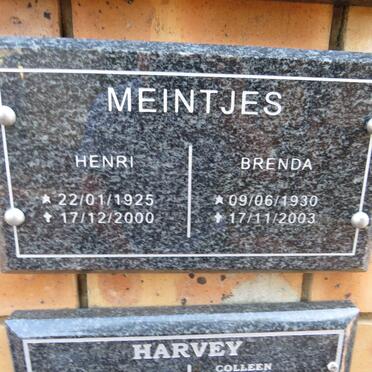 MEINTJES
HENRI BRENDA
★ 22/01/1925 ★ 09/06/1930
✝ 17/12/2000 ✝ 17/11/2003
HARVEY
COLLEEN